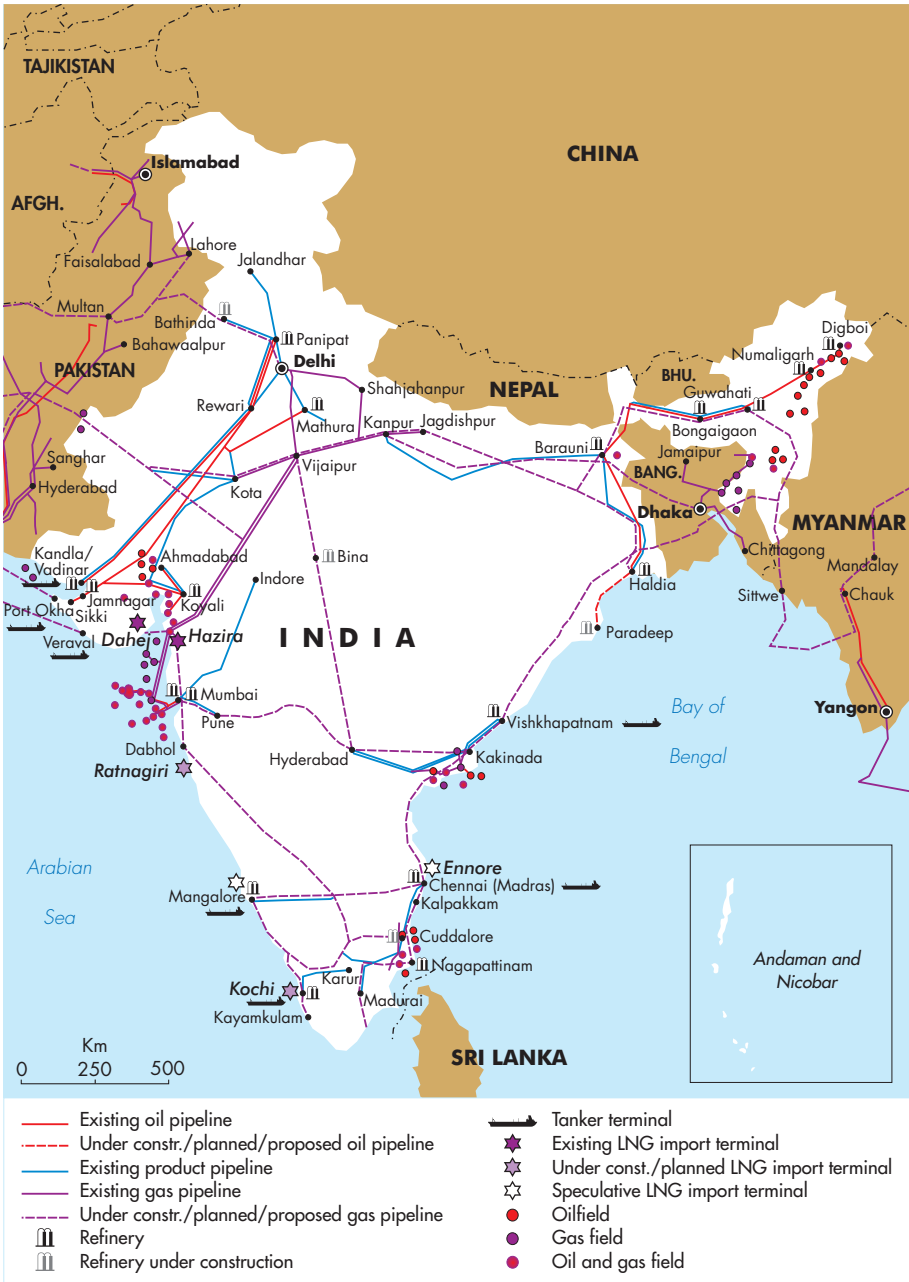 TAJIKISTAN
CHINA
Islamabad
AFGH.
Lahore
Faisalabad
Jalandhar
Multan
Bathinda
Panipat
Bahawaalpur
Delhi
Digboi
Numaligarh
PAKISTAN
NEPAL
BHU.
Shahjahanpur
Guwahati
Rewari
Mathura
Kanpur
Jagdishpur
Bongaigaon
Barauni
Jamaipur
Sanghar
Vijaipur
BANG.
Hyderabad
Kota
Dhaka
MYANMAR
Kandla/
Vadinar
Ahmadabad
Bina
Chittagong
Mandalay
Indore
Haldia
Port Okha
Sikki
Jamnagar
Koyali
Sittwe
Chauk
Veraval
Dahej
Hazira
INDIA
Paradeep
Mumbai
Pune
Vishkhapatnam
Bay of
Bengal
Yangon
Dabhol
Hyderabad
Kakinada
Ratnagiri
Arabian
Sea
Ennore
Mangalore
Chennai (Madras)
Kalpakkam
Cuddalore
Andaman and
Nicobar
Nagapattinam
Karur
Kochi
Madurai
Kayamkulam
Km
0 250 500
SRI LANKA
Existing oil pipeline
Under constr./planned/proposed oil pipeline
Existing product pipeline
Existing gas pipeline
Under constr./planned/proposed gas pipeline
Refinery
Refinery under construction
Tanker terminal
Existing LNG import terminal
Under const./planned LNG import terminal
Speculative LNG import terminal
Oilfield
Gas field
Oil and gas field